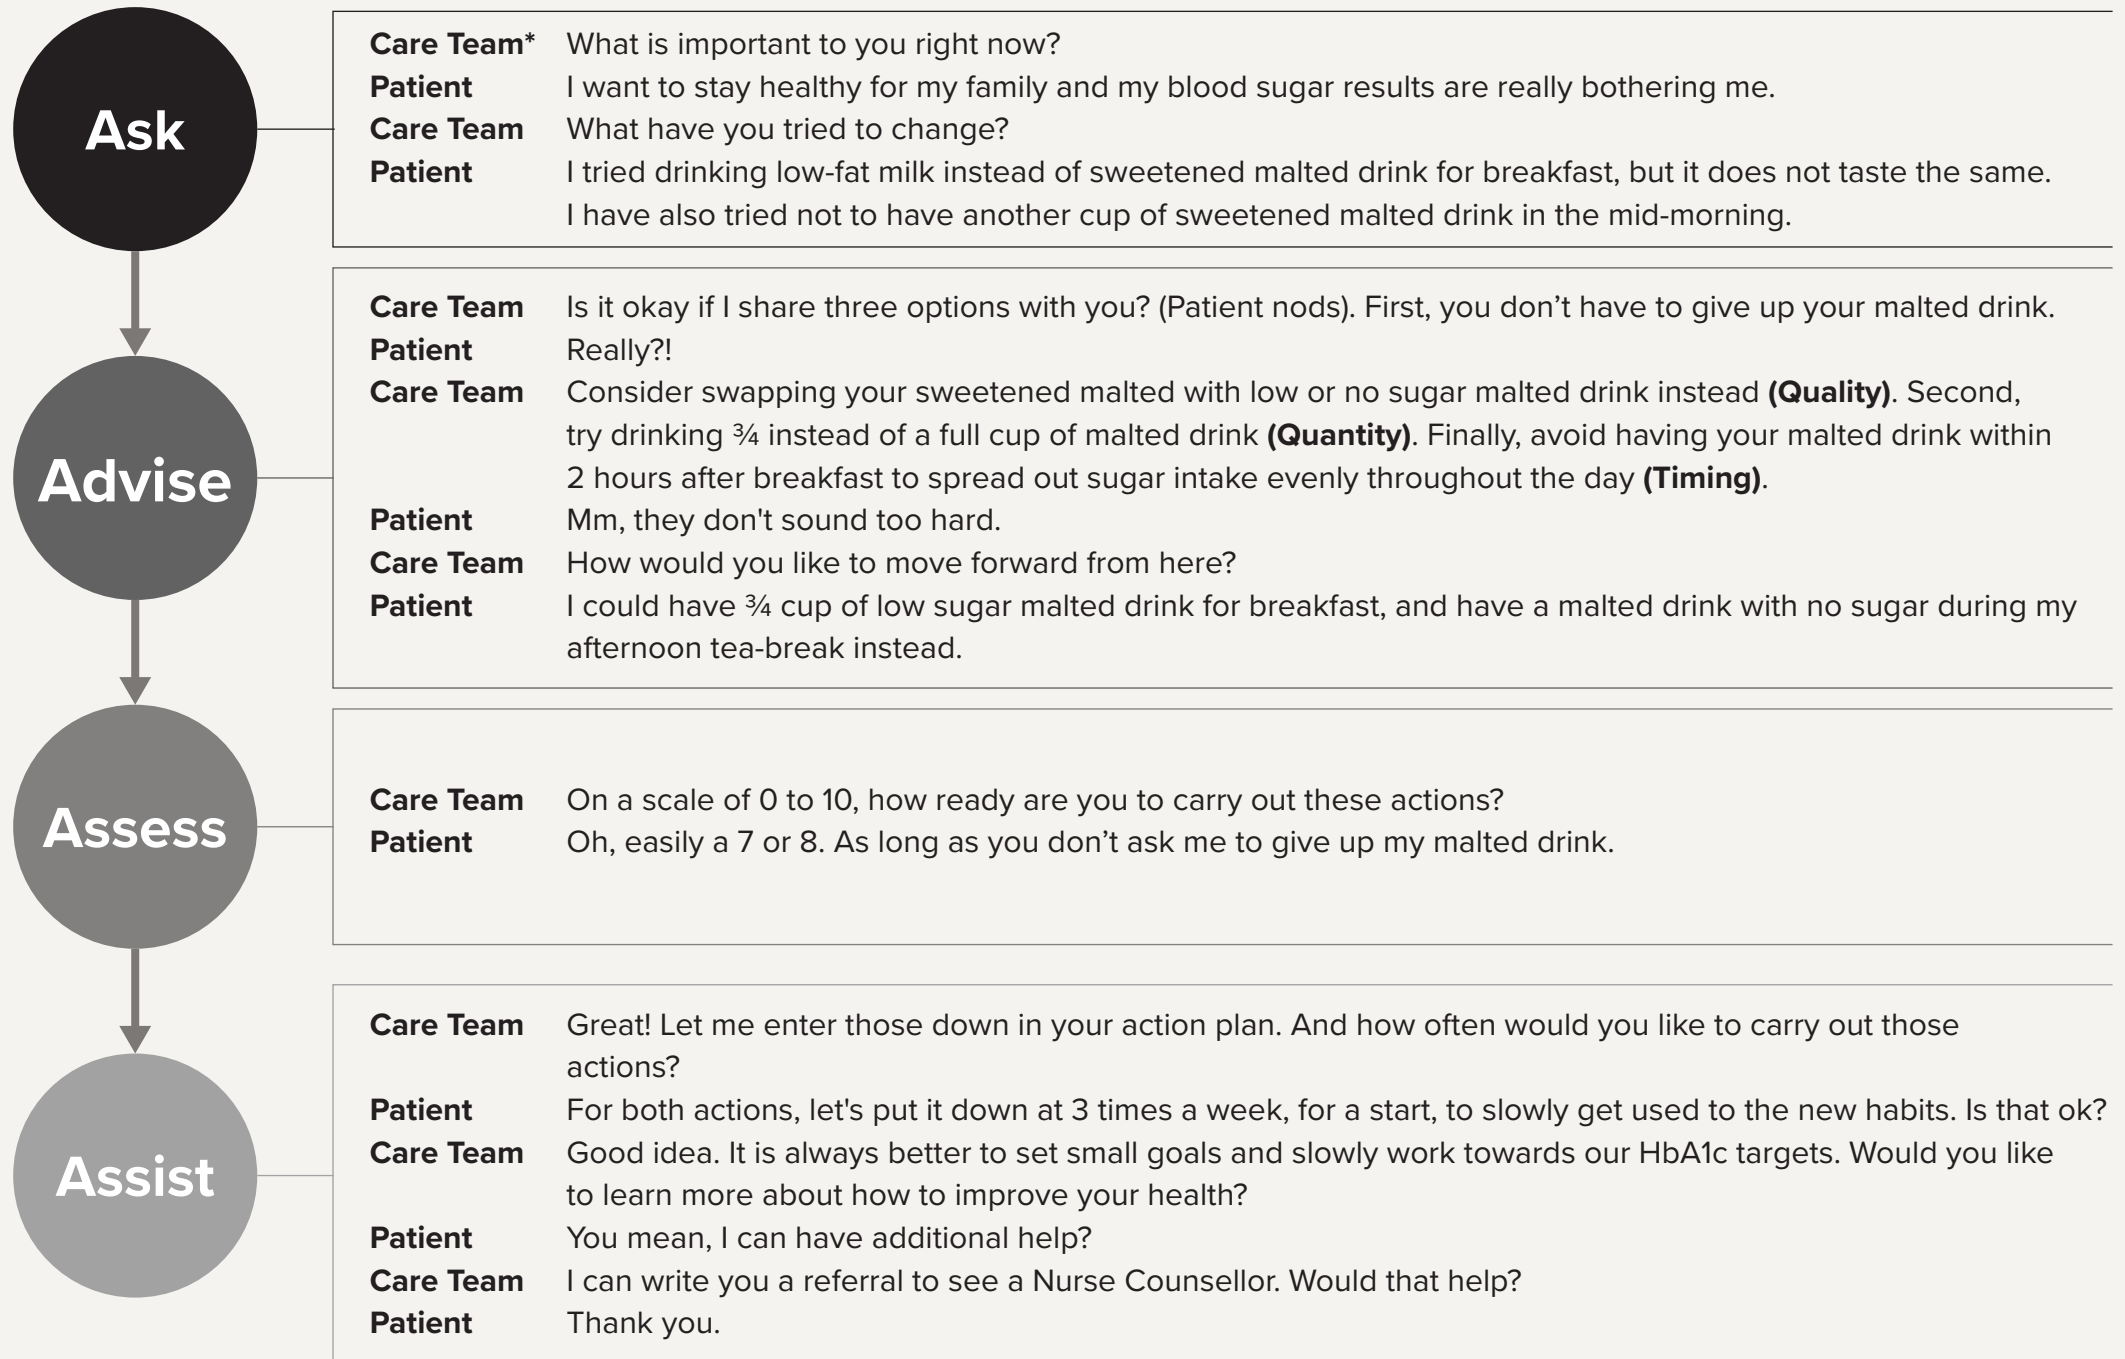 Ask
Care Team* What is important to you right now?
Patient I want to stay healthy for my family and my blood sugar results are really bothering me.
Care Team What have you tried to change?
Patient I tried drinking low-fat milk instead of sweetened malted drink for breakfast, but it does not taste the same.
I have also tried not to have another cup of sweetened malted drink in the mid-morning.
Advise
Care Team Is it okay if I share three options with you? (Patient nods). First, you don’t have to give up your malted drink.
Patient Really?!
Care Team Consider swapping your sweetened malted with low or no sugar malted drink instead (Quality). Second,
try drinking ¾ instead of a full cup of malted drink (Quantity). Finally, avoid having your malted drink within
2 hours after breakfast to spread out sugar intake evenly throughout the day (Timing).
Patient Mm, they don't sound too hard.
Care Team How would you like to move forward from here?
Patient I could have ¾ cup of low sugar malted drink for breakfast, and have a malted drink with no sugar during my
afternoon tea-break instead.
Assess
Care Team On a scale of 0 to 10, how ready are you to carry out these actions?
Patient Oh, easily a 7 or 8. As long as you don’t ask me to give up my malted drink.
Assist
Care Team Great! Let me enter those down in your action plan. And how often would you like to carry out those
actions?
Patient For both actions, let's put it down at 3 times a week, for a start, to slowly get used to the new habits. Is that ok?
Care Team Good idea. It is always better to set small goals and slowly work towards our HbA1c targets. Would you like
to learn more about how to improve your health?
Patient You mean, I can have additional help?
Care Team I can write you a referral to see a Nurse Counsellor. Would that help?
Patient Thank you.